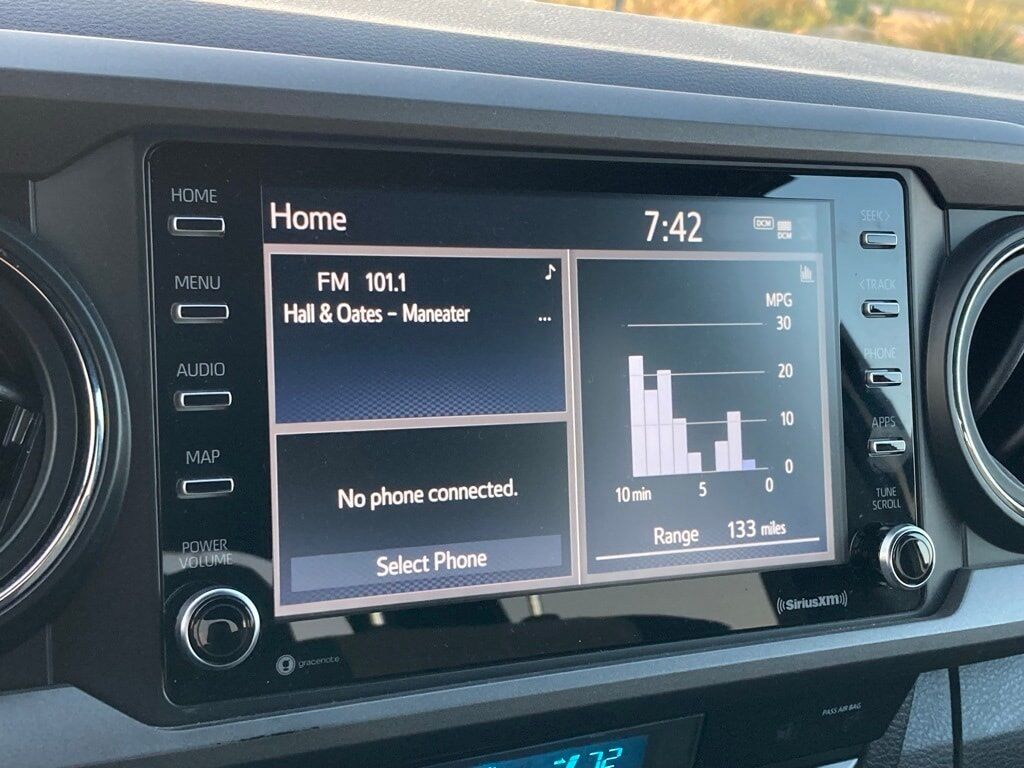 HOME
MENU
AUDIO
MAP
POWER
VOLUME
gracenote
Home
7:42
DCM
DCM
FM 101.1
Hall & Oates – Maneater
...
No phone connected.
Select Phone
MPG
30
20
10
0
10 min 5 0
Range 133 miles
SEEK >
< TRACK
PHONE
APPS
TUNE
SCROLL
((SiriusXM))
PASS AIR BAG
72